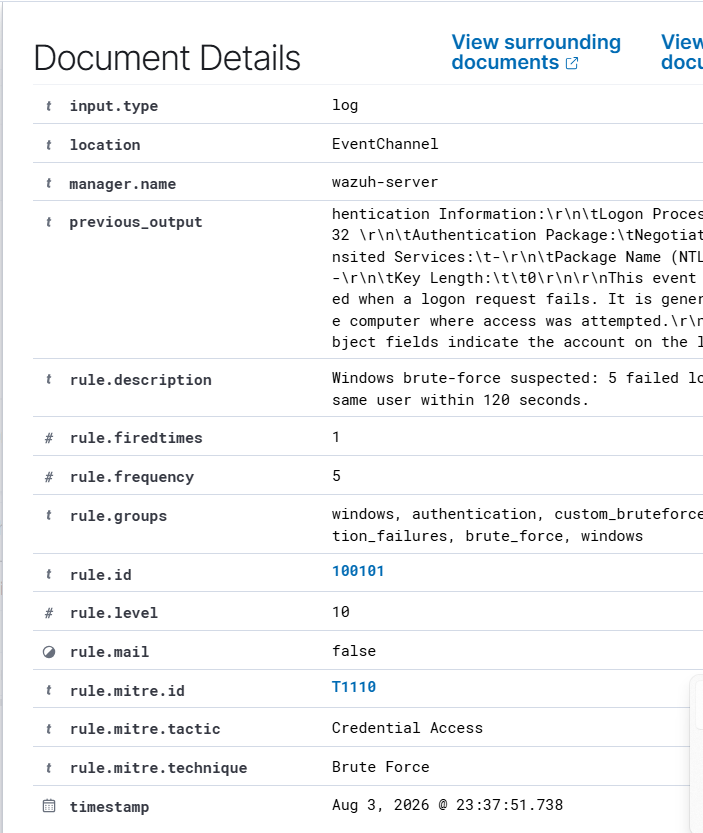 Document Details
View surrounding
documents
View
docu
t input.type log
t location EventChannel
t manager.name wazuh-server
t previous_output
hentication Information:\r\n\tLogon Proces
32 \r\n\tAuthentication Package:\tNegotiat
nsited Services:\t-\r\n\tPackage Name (NTL
-\r\n\tKey Length:\t\t0\r\n\r\nThis event
ed when a logon request fails. It is gener
e computer where access was attempted.\r\n
bject fields indicate the account on the l
t rule.description Windows brute-force suspected: 5 failed lo
same user within 120 seconds.
# rule.firedtimes 1
# rule.frequency 5
t rule.groups windows, authentication, custom_bruteforce
tion_failures, brute_force, windows
t rule.id 100101
# rule.level 10
rule.mail false
t rule.mitre.id T1110
t rule.mitre.tactic Credential Access
t rule.mitre.technique Brute Force
timestamp Aug 3, 2026 @ 23:37:51.738